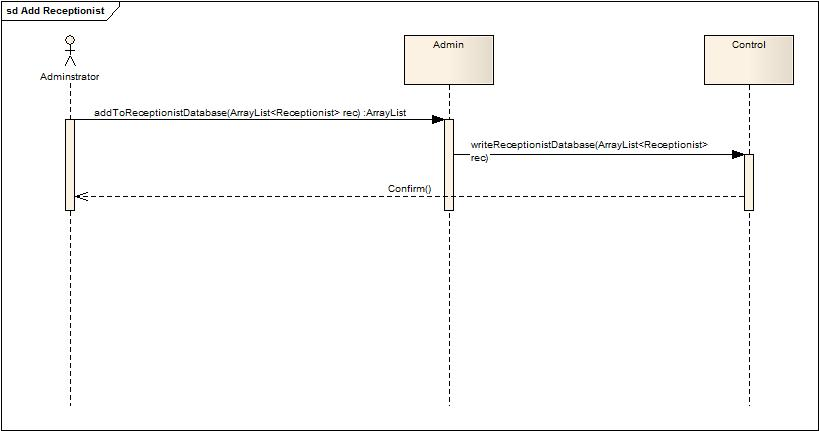 sd Add Receptionist
Adminstrator
Admin
Control
addToReceptionistDatabase(ArrayList<Receptionist> rec) :ArrayList
writeReceptionistDatabase(ArrayList<Receptionist>
rec)
Confirm()